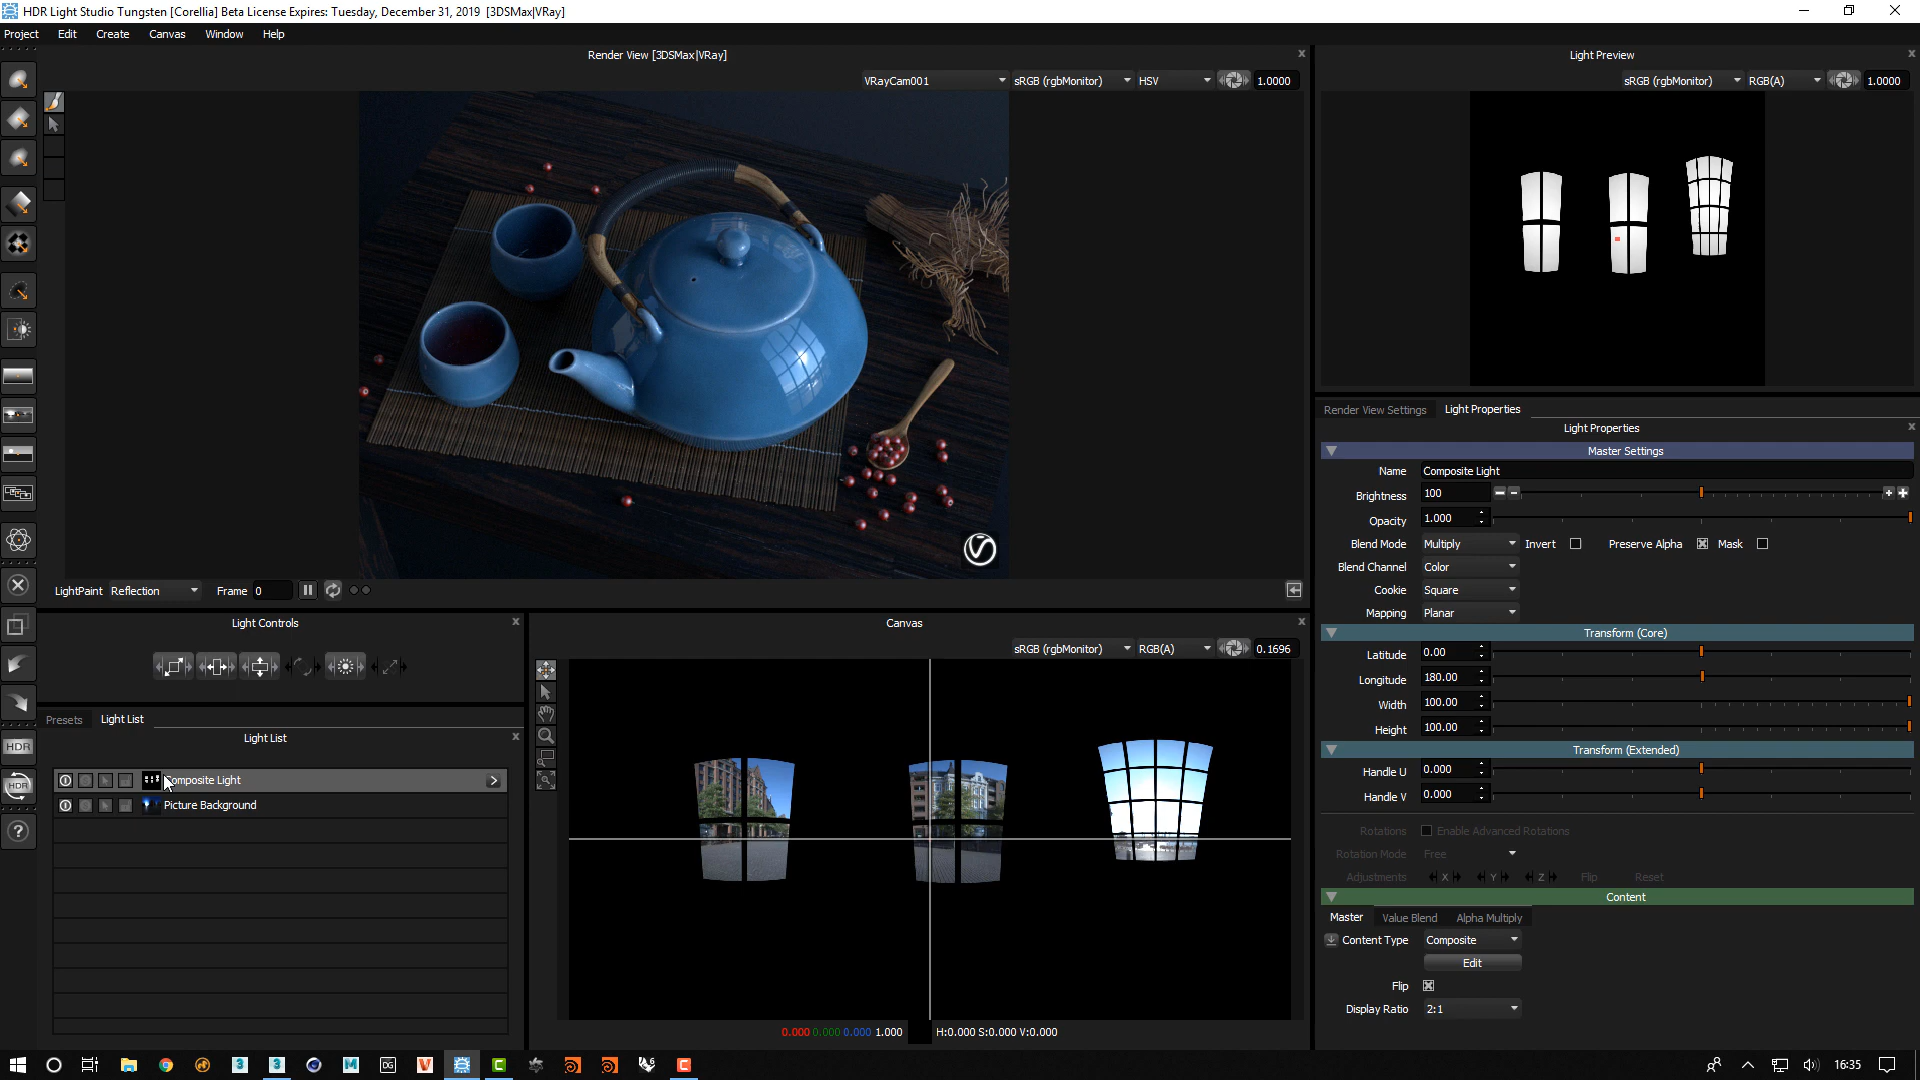 HDR Light Studio Tungsten [Corellia] Beta License Expires: Tuesday, December 31, 2019 [3DSMax|VRay]
Project Edit Create Canvas Window Help
Render View [3DSMax|VRay]
VRayCam001 sRGB (rgbMonitor) HSV 1.0000
LightPaint Reflection Frame 0
Light Controls
Presets Light List
Light List
Composite Light
Picture Background
HDR
HDR
Canvas
sRGB (rgbMonitor) RGB(A) 0.1696
0.000 0.000 0.000 1.000 H:0.000 S:0.000 V:0.000
Light Preview
sRGB (rgbMonitor) RGB(A) 1.0000
Render View Settings Light Properties
Light Properties
Master Settings
Name Composite Light
Brightness 100
Opacity 1.000
Blend Mode Multiply Invert Preserve Alpha Mask
Blend Channel Color
Cookie Square
Mapping Planar
Transform (Core)
Latitude 0.00
Longitude 180.00
Width 100.00
Height 100.00
Transform (Extended)
Handle U 0.000
Handle V 0.000
Rotations Enable Advanced Rotations
Rotation Mode Free
Adjustments X Y Z Flip Reset
Content
Master Value Blend Alpha Multiply
Content Type Composite
Edit
Flip
Display Ratio 2:1
16:35